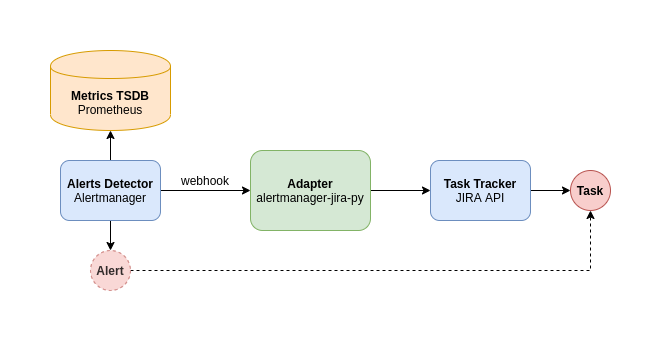 Metrics TSDB
Prometheus
Alerts Detector
Alertmanager
webhook
Adapter
alertmanager-jira-py
Task Tracker
JIRA API
Task
Alert